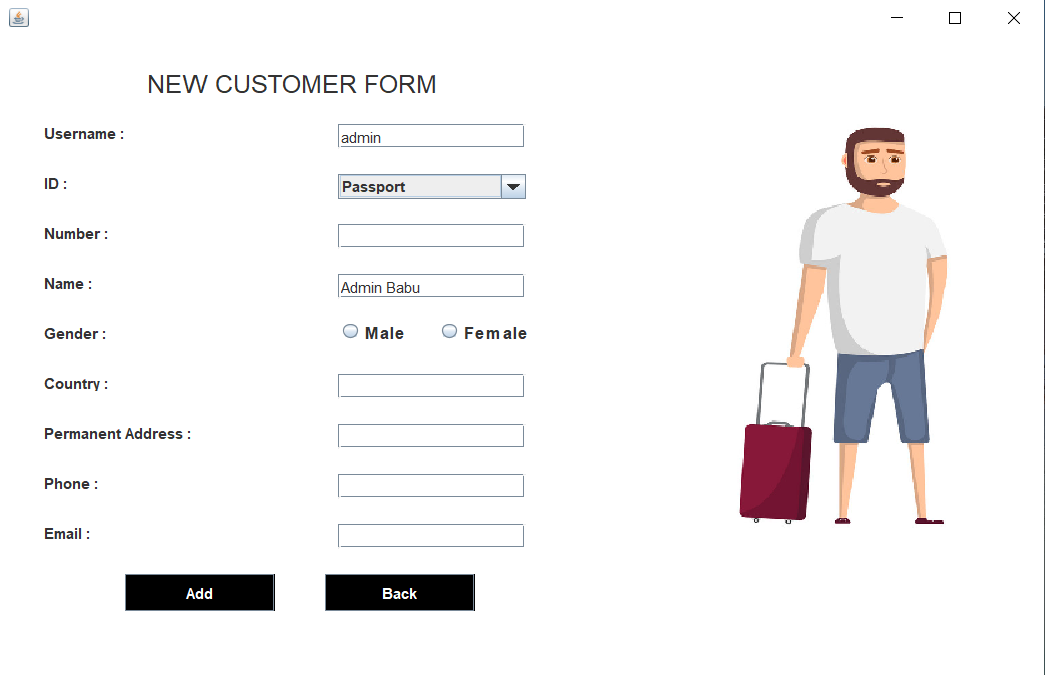 NEW CUSTOMER FORM
Username : admin
ID : Passport
Number :
Name : Admin Babu
Gender : Male Female
Country :
Permanent Address :
Phone :
Email :
Add Back